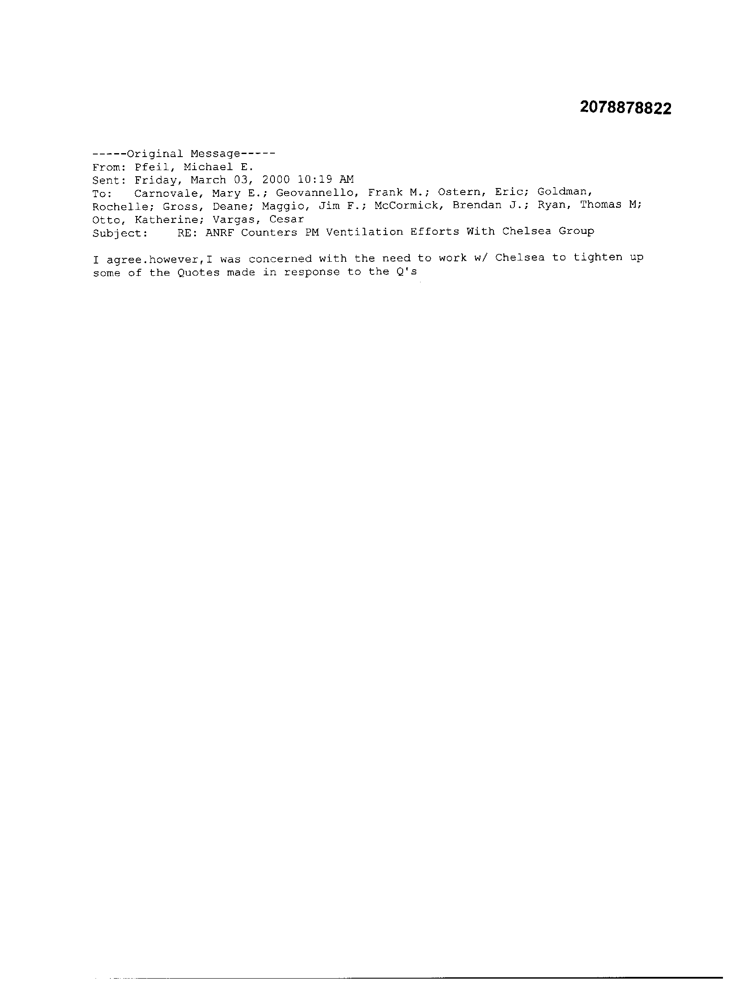 2078878822
-----Original Message-----
From: Pfeil, Michael E.
Sent: Friday, March 03, 2000 10:19 AM
To: Carnovale, Mary E.; Geovannello, Frank M.; Ostern, Eric; Goldman,
Rochelle; Gross, Deane; Maggio, Jim F.; McCormick, Brendan J.; Ryan, Thomas M;
Otto, Katherine; Vargas, Cesar
Subject: RE: ANRF Counters PM Ventilation Efforts With Chelsea Group
I agree.however,I was concerned with the need to work w/ Chelsea to tighten up
some of the Quotes made in response to the Q's